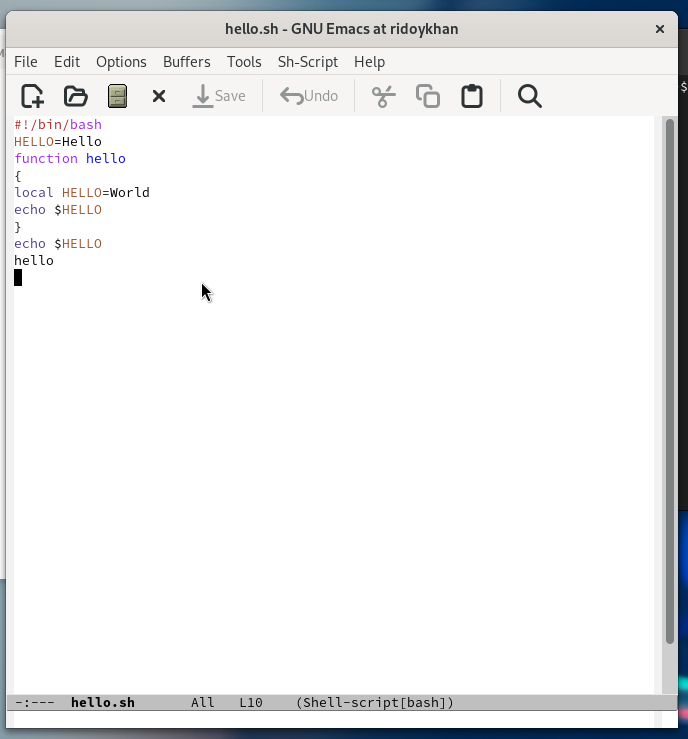 hello.sh - GNU Emacs at ridoykhan
File Edit Options Buffers Tools Sh-Script Help
Save Undo
#!/bin/bash
HELLO=Hello
function hello
{
local HELLO=World
echo $HELLO
}
echo $HELLO
hello
-:--- hello.sh All L10 (Shell-script[bash])
$